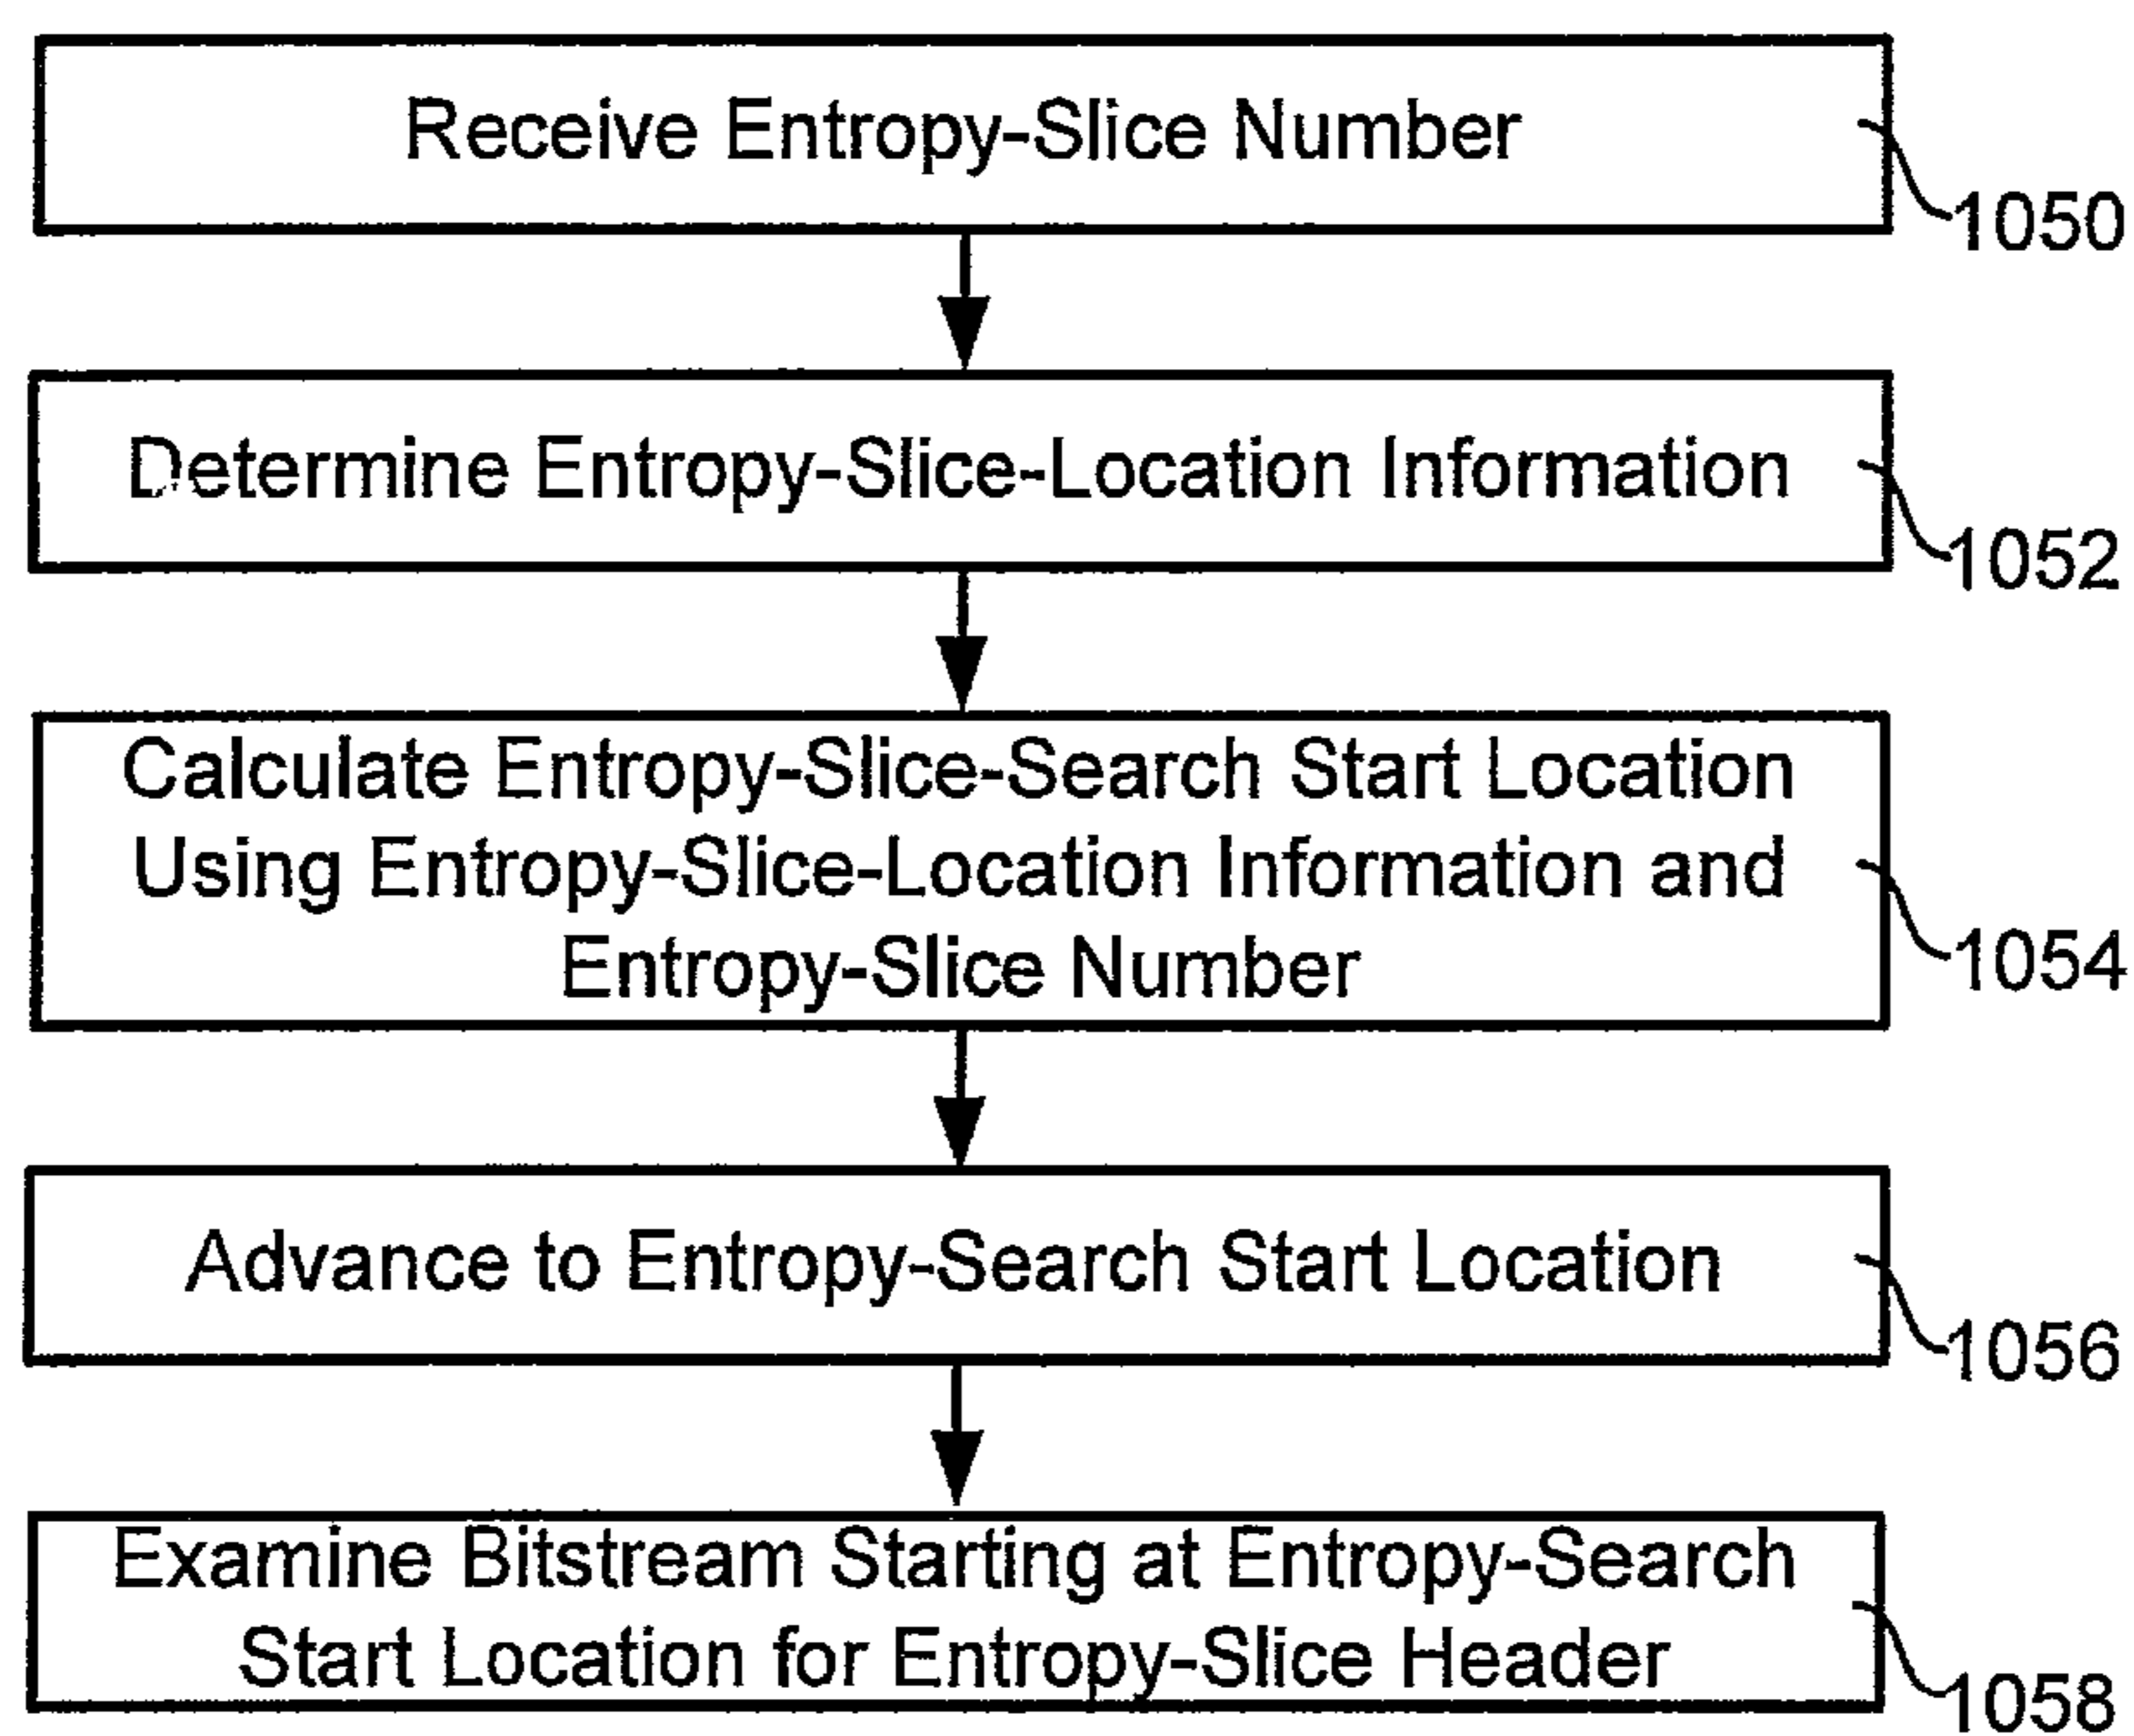 Receive Entropy-Slice Number
1050
Determine Entropy-Slice-Location Information
1052
Calculate Entropy-Slice-Search Start Location
Using Entropy-Slice-Location Information and
Entropy-Slice Number
1054
Advance to Entropy-Search Start Location
1056
Examine Bitstream Starting at Entropy-Search
Start Location for Entropy-Slice Header
1058